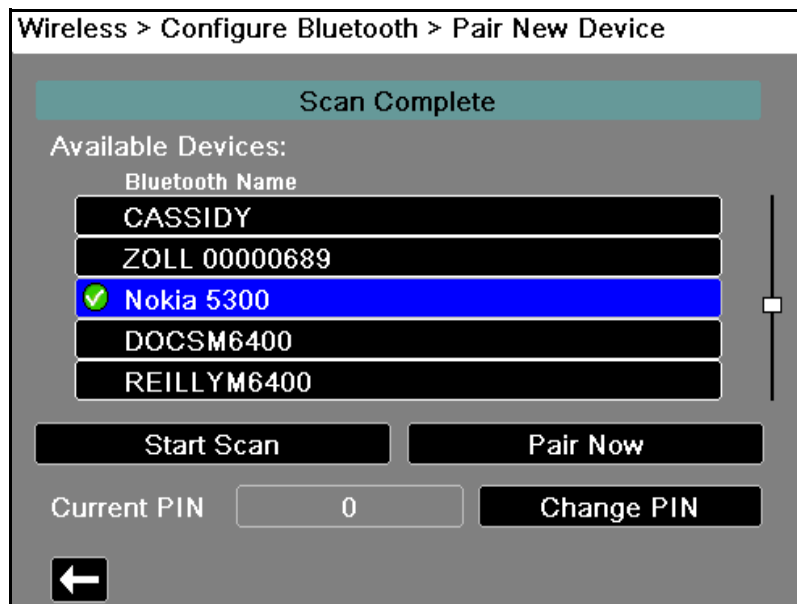 Wireless > Configure Bluetooth > Pair New Device
Scan Complete
Available Devices:
Bluetooth Name
CASSIDY
ZOLL 00000689
Nokia 5300
DOCSM6400
REILLYM6400
Start Scan Pair Now
Current PIN 0 Change PIN